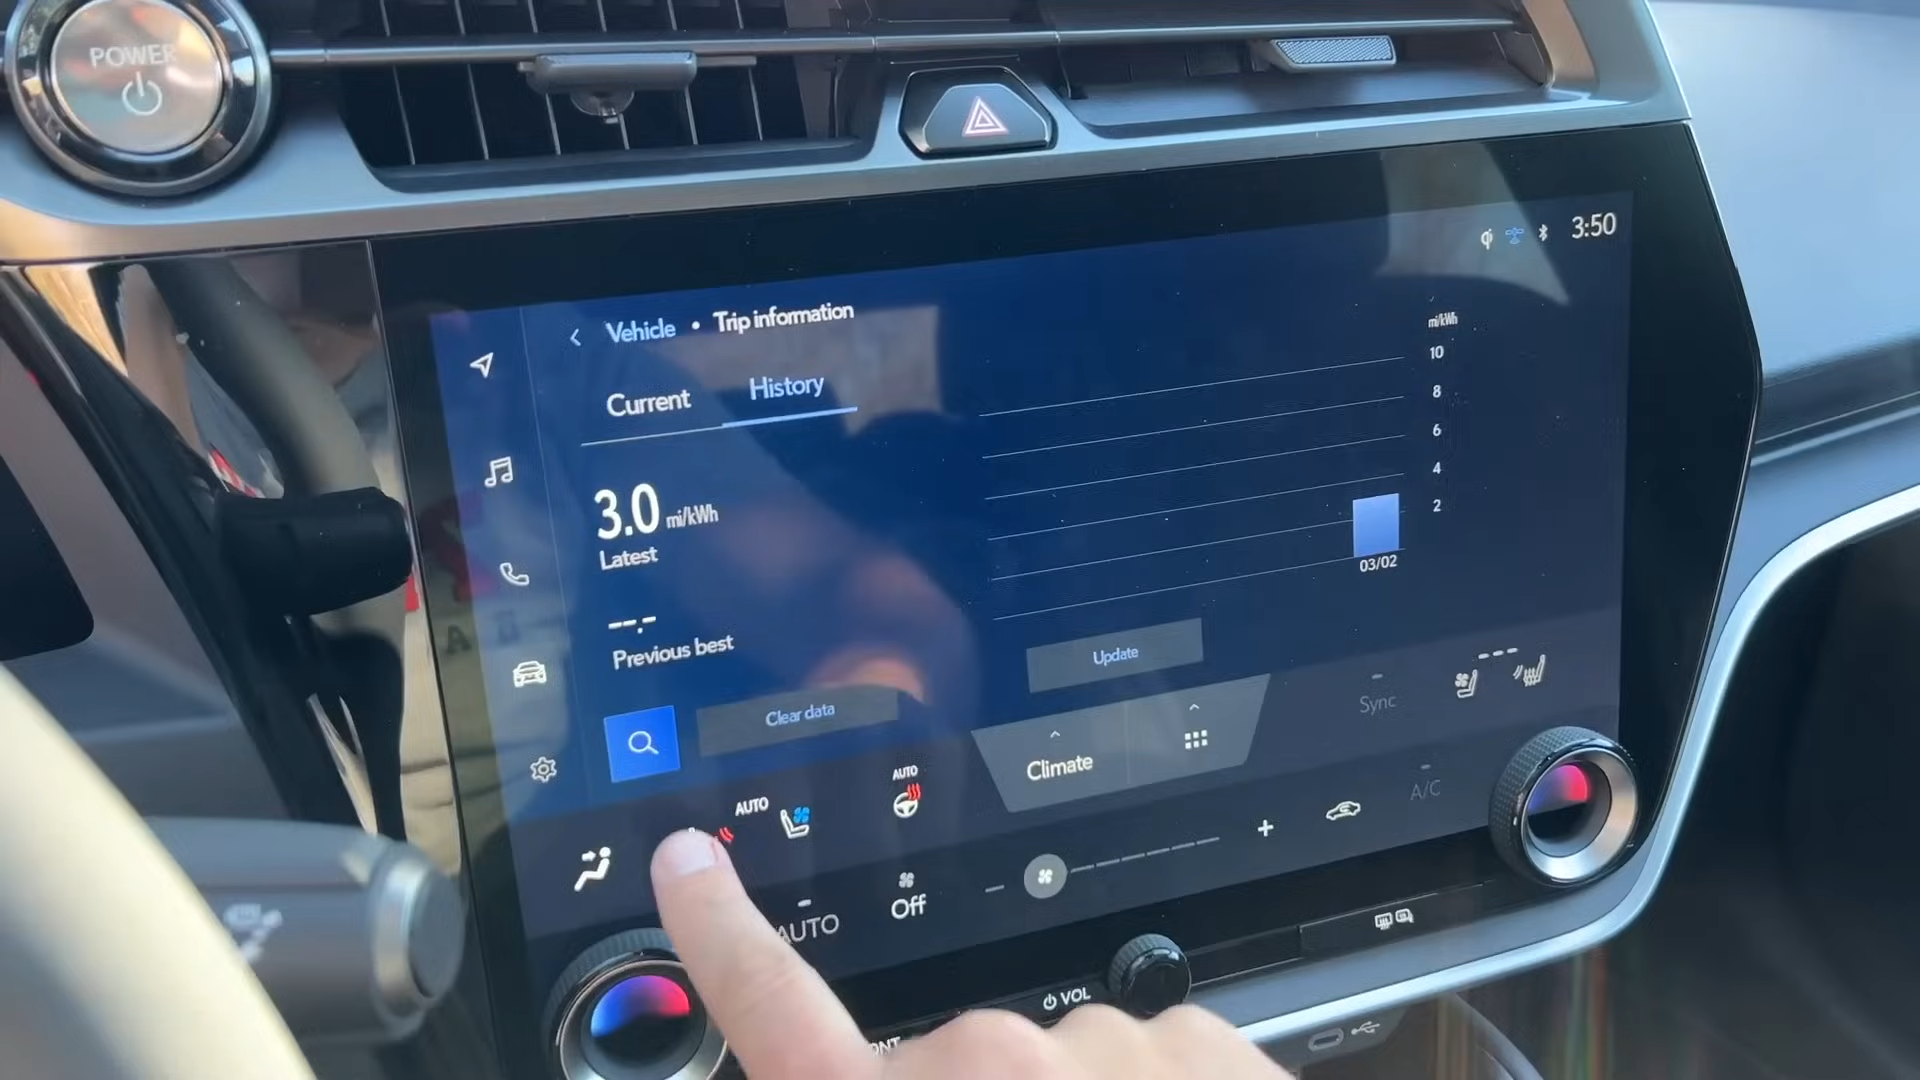 POWER
3:50
Vehicle • Trip information
mi/kWh
Current
History
10
8
6
4
2
3.0 mi/kWh
Latest
03/02
--.-
Previous best
Update
Clear data
Sync
Climate
AUTO
AUTO
A/C
AUTO
Off
VOL